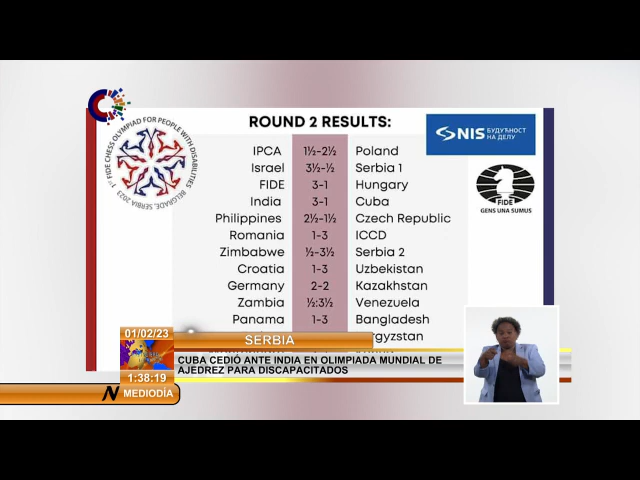 ROUND 2 RESULTS:
1ST FIDE CHESS OLYMPIAD FOR PEOPLE WITH DISABILITIES
BELGRADE, SERBIA 2023
NIS БУДУЋНОСТ
НА ДЕЛУ
FIDE
GENS UNA SUMUS
IPCA 1½-2½ Poland
Israel 3½-½ Serbia 1
FIDE 3-1 Hungary
India 3-1 Cuba
Philippines 2½-1½ Czech Republic
Romania 1-3 ICCD
Zimbabwe ½-3½ Serbia 2
Croatia 1-3 Uzbekistan
Germany 2-2 Kazakhstan
Zambia ½:3½ Venezuela
Panama 1-3 Bangladesh
01/02/23
SERBIA
CUBA CEDIÓ ANTE INDIA EN OLIMPIADA MUNDIAL DE
AJEDREZ PARA DISCAPACITADOS
1:38:19
N MEDIODÍA